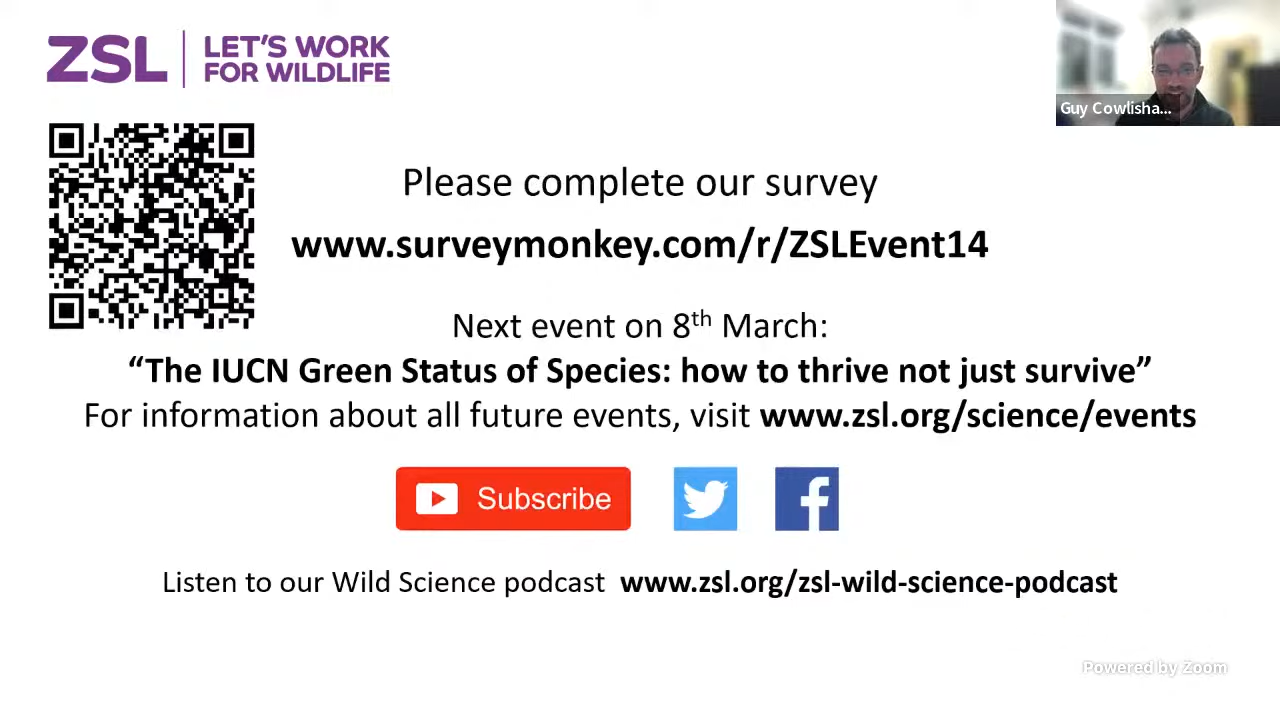 ZSL
LET'S WORK
FOR WILDLIFE
Guy Cowlisha...
Please complete our survey
www.surveymonkey.com/r/ZSLEvent14
Next event on 8th March:
“The IUCN Green Status of Species: how to thrive not just survive”
For information about all future events, visit www.zsl.org/science/events
Subscribe
Listen to our Wild Science podcast www.zsl.org/zsl-wild-science-podcast
Powered by Zoom